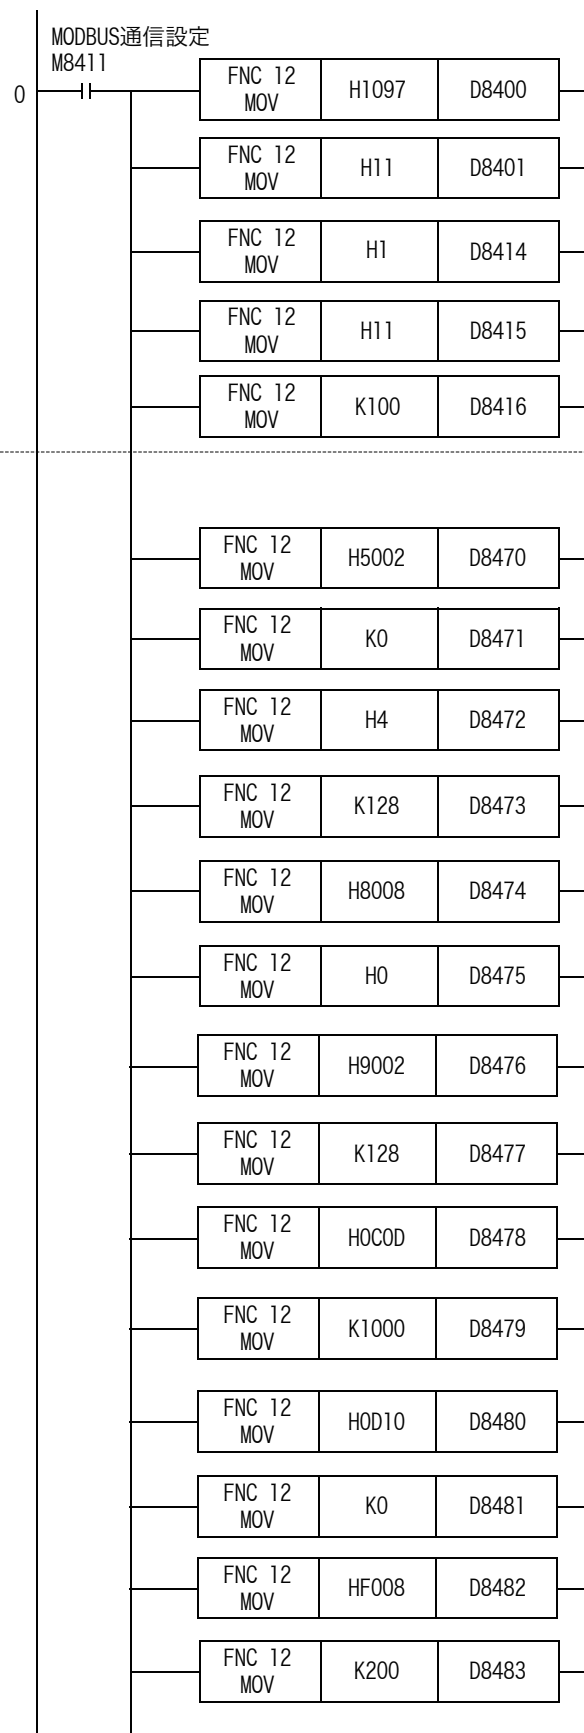 MODBUS通信設定
M8411
0
FNC 12
MOV
H1097
D8400
FNC 12
MOV
H11
D8401
FNC 12
MOV
H1
D8414
FNC 12
MOV
H11
D8415
FNC 12
MOV
K100
D8416
FNC 12
MOV
H5002
D8470
FNC 12
MOV
K0
D8471
FNC 12
MOV
H4
D8472
FNC 12
MOV
K128
D8473
FNC 12
MOV
H8008
D8474
FNC 12
MOV
H0
D8475
FNC 12
MOV
H9002
D8476
FNC 12
MOV
K128
D8477
FNC 12
MOV
H0C0D
D8478
FNC 12
MOV
K1000
D8479
FNC 12
MOV
H0D10
D8480
FNC 12
MOV
K0
D8481
FNC 12
MOV
HF008
D8482
FNC 12
MOV
K200
D8483